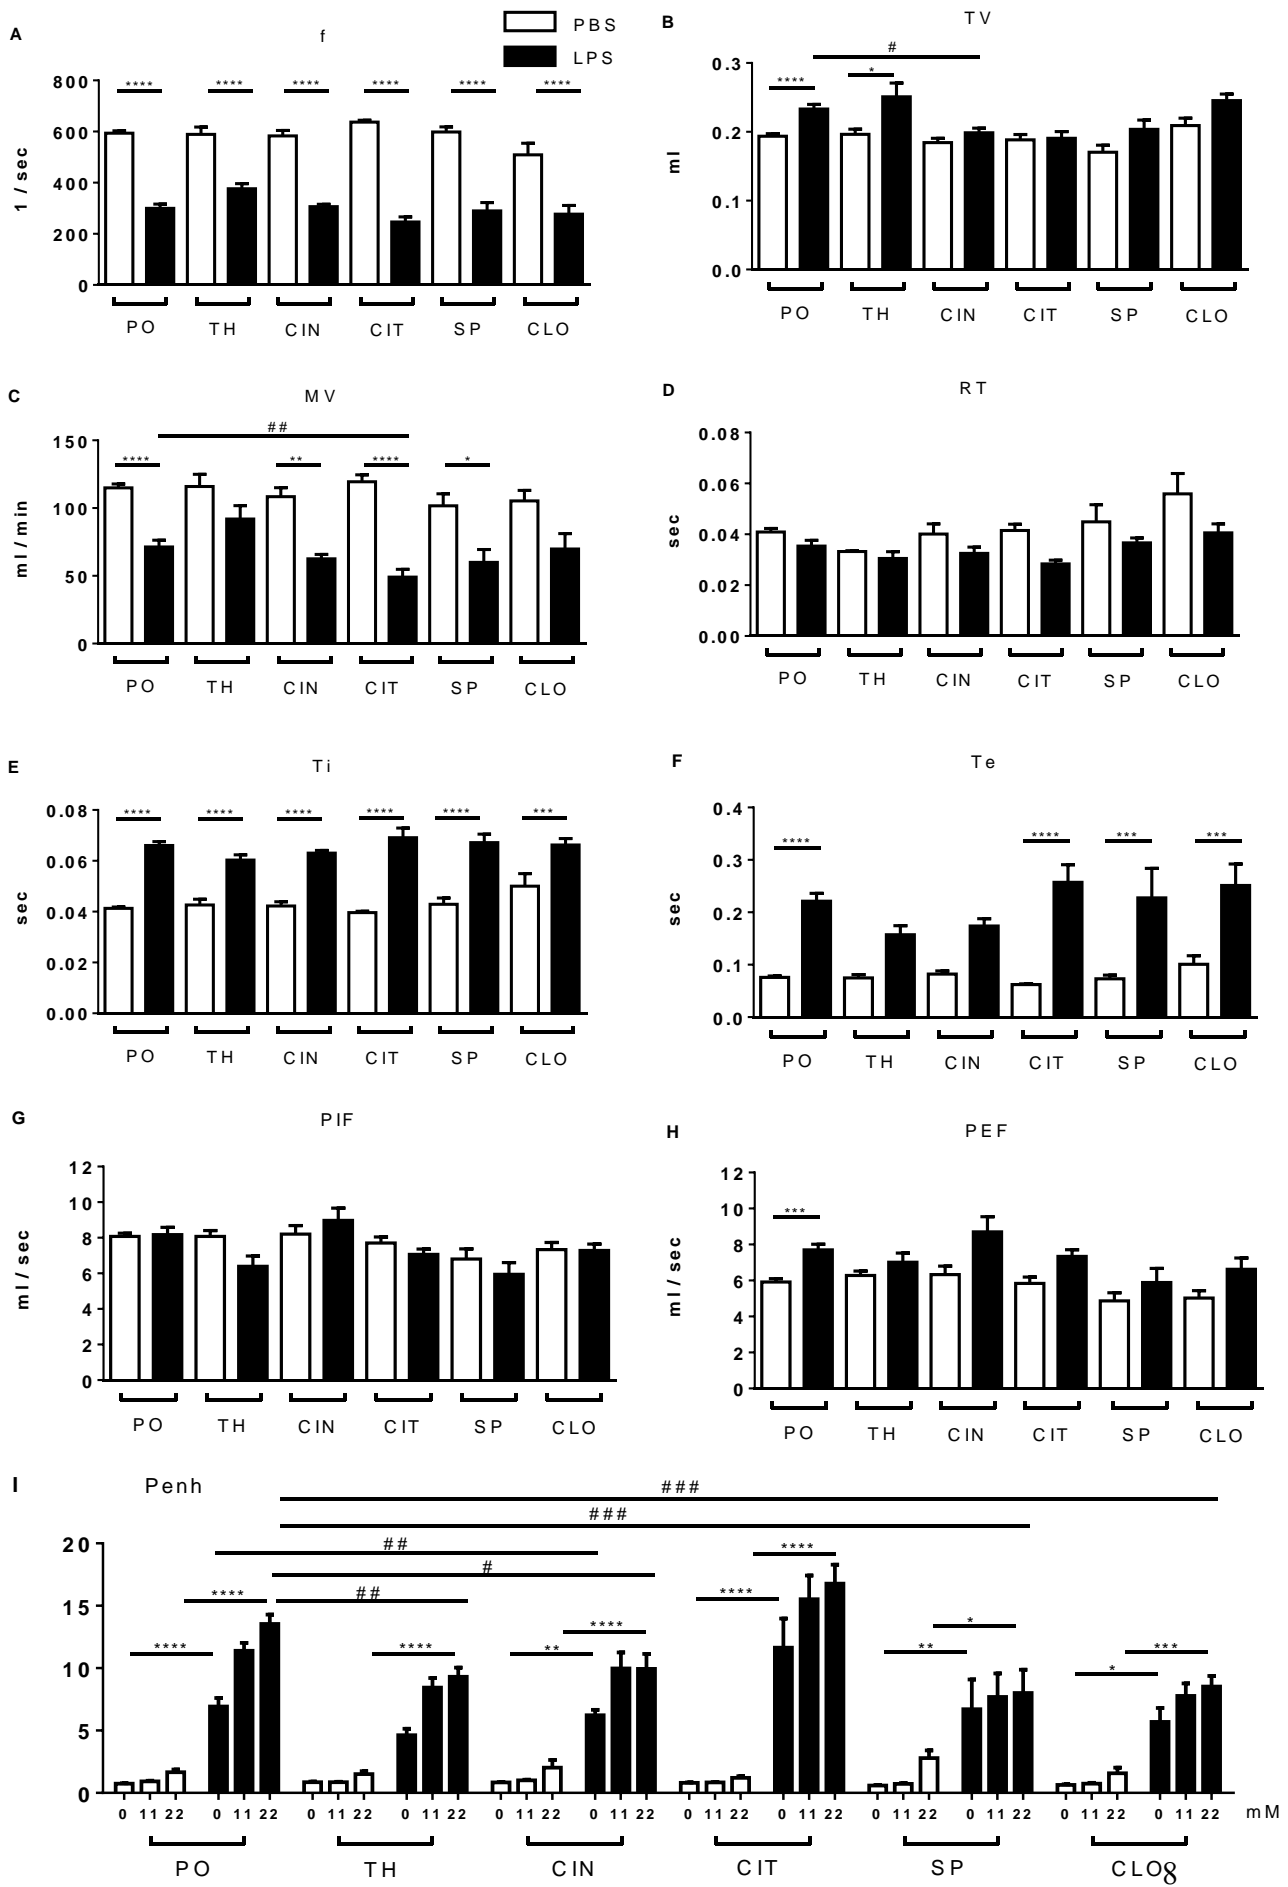 A
f
PBS
LPS
**** **** **** **** **** ****
800
600
400
200
0
1 / sec
PO TH CIN CIT SP CLO
B
TV
#
**** *
0.3
0.2
0.1
0.0
ml
PO TH CIN CIT SP CLO
C
MV
##
**** ** **** *
150
100
50
0
ml / min
PO TH CIN CIT SP CLO
D
RT
0.08
0.06
0.04
0.02
0.00
sec
PO TH CIN CIT SP CLO
E
Ti
**** **** **** **** **** ***
0.08
0.06
0.04
0.02
0.00
sec
PO TH CIN CIT SP CLO
F
Te
**** **** *** ***
0.4
0.3
0.2
0.1
0.0
sec
PO TH CIN CIT SP CLO
G
PIF
12
10
8
6
4
2
0
ml / sec
PO TH CIN CIT SP CLO
H
PEF
***
12
10
8
6
4
2
0
ml / sec
PO TH CIN CIT SP CLO
I
Penh
###
###
##
#
##
**** ****
****
** ****
**** ****
** *
* ***
20
15
10
5
0
0 11 22 0 11 22 0 11 22 0 11 22 0 11 22 0 11 22 0 11 22 0 11 22 0 11 22 0 11 22 0 11 22 0 11 22 mM
PO TH CIN CIT SP CLO
8